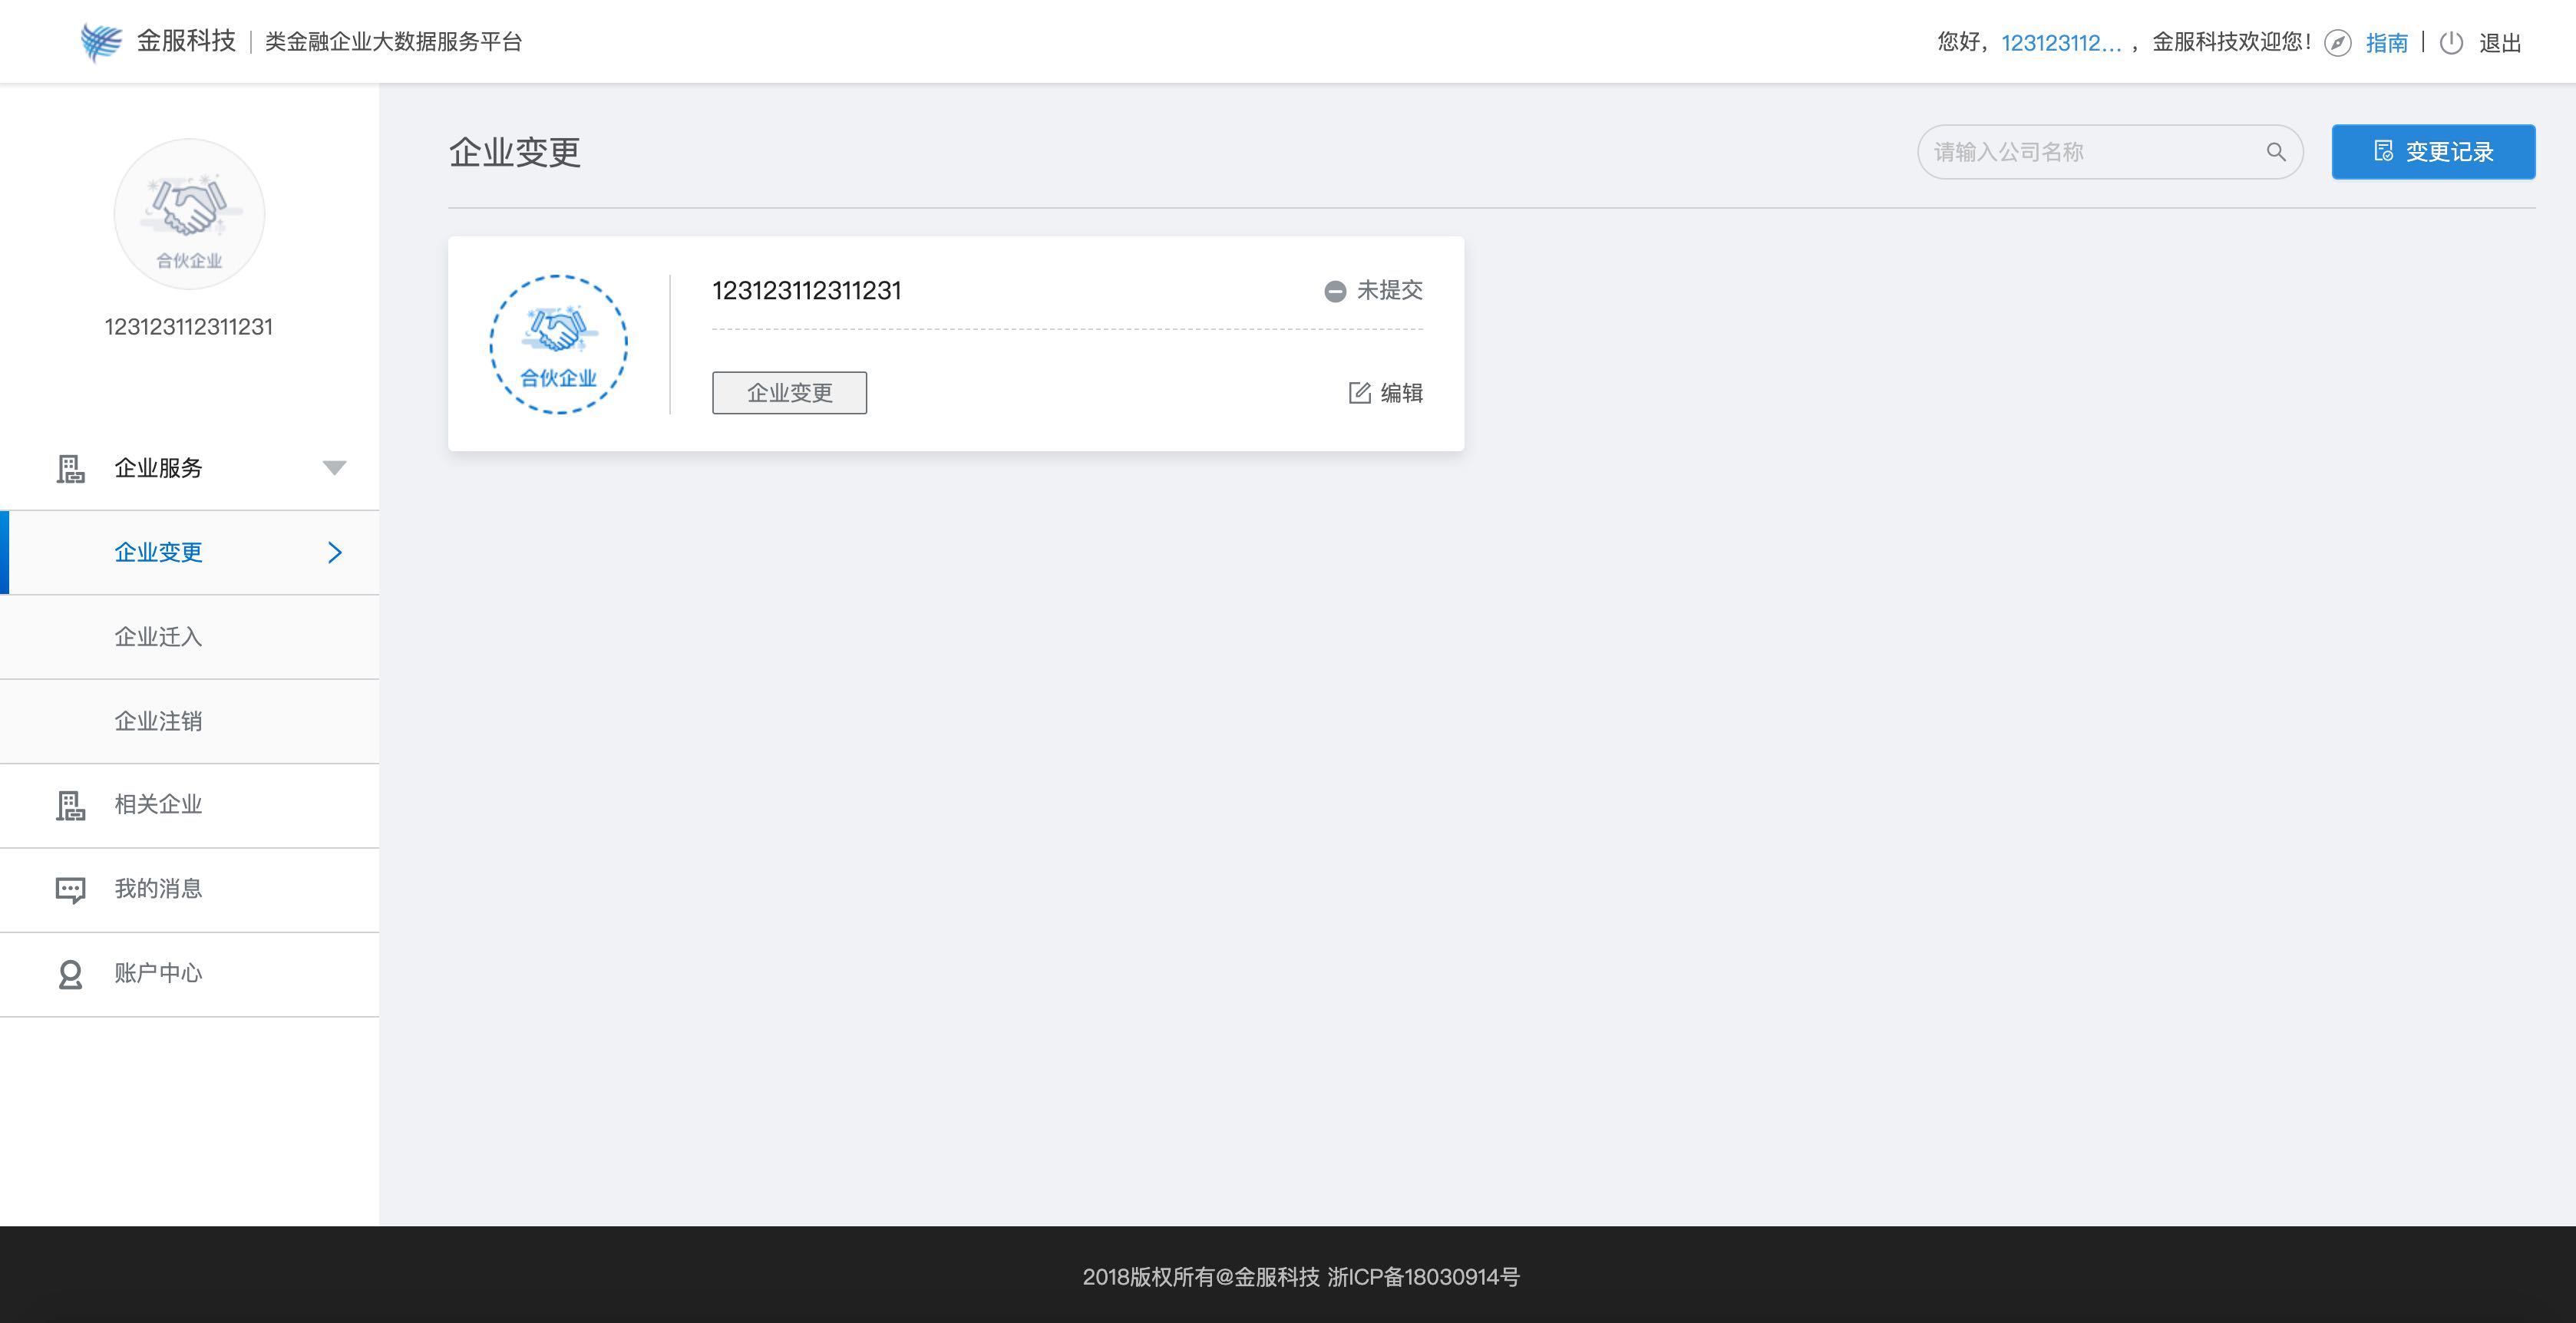 金服科技 | 类金融企业大数据服务平台
您好，123123112...，金服科技欢迎您！ 指南 | 退出
合伙企业
123123112311231
企业服务
企业变更
企业迁入
企业注销
相关企业
我的消息
账户中心
企业变更
请输入公司名称
变更记录
合伙企业
123123112311231
未提交
企业变更
编辑
2018版权所有@金服科技 浙ICP备18030914号